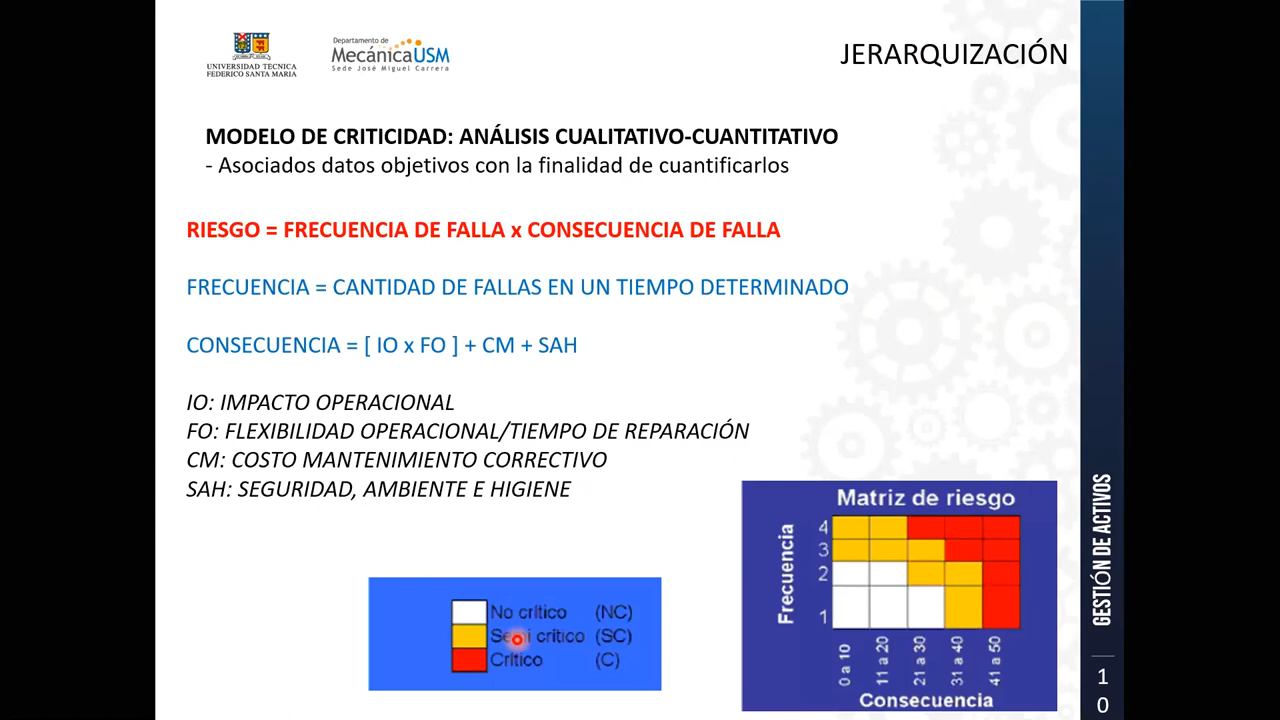 UNIVERSIDAD TECNICA
FEDERICO SANTA MARIA
Departamento de
MecánicaUSM
Sede José Miguel Carrera
JERARQUIZACIÓN
MODELO DE CRITICIDAD: ANÁLISIS CUALITATIVO-CUANTITATIVO
- Asociados datos objetivos con la finalidad de cuantificarlos
RIESGO = FRECUENCIA DE FALLA x CONSECUENCIA DE FALLA
FRECUENCIA = CANTIDAD DE FALLAS EN UN TIEMPO DETERMINADO
CONSECUENCIA = [ IO x FO ] + CM + SAH
IO: IMPACTO OPERACIONAL
FO: FLEXIBILIDAD OPERACIONAL/TIEMPO DE REPARACIÓN
CM: COSTO MANTENIMIENTO CORRECTIVO
SAH: SEGURIDAD, AMBIENTE E HIGIENE
No crítico (NC)
Semi crítico (SC)
Crítico (C)
Matriz de riesgo
Frecuencia
4
3
2
1
0 a 10
11 a 20
21 a 30
31 a 40
41 a 50
Consecuencia
GESTIÓN DE ACTIVOS
1
0